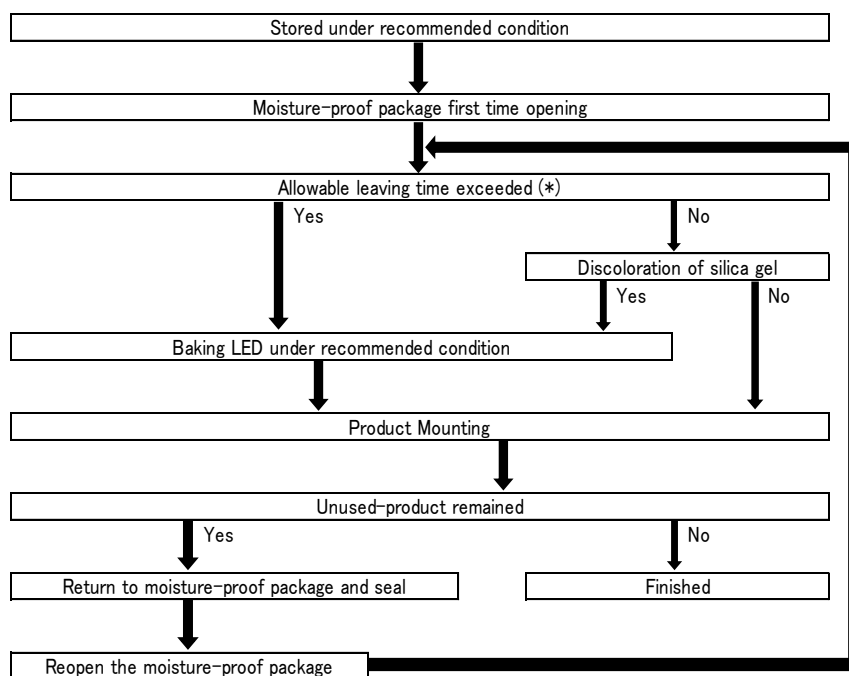 Stored under recommended condition
Moisture-proof package first time opening
Allowable leaving time exceeded (*)
Yes
No
Discoloration of silica gel
Yes
No
Baking LED under recommended condition
Product Mounting
Unused-product remained
Yes
No
Return to moisture-proof package and seal
Finished
Reopen the moisture-proof package